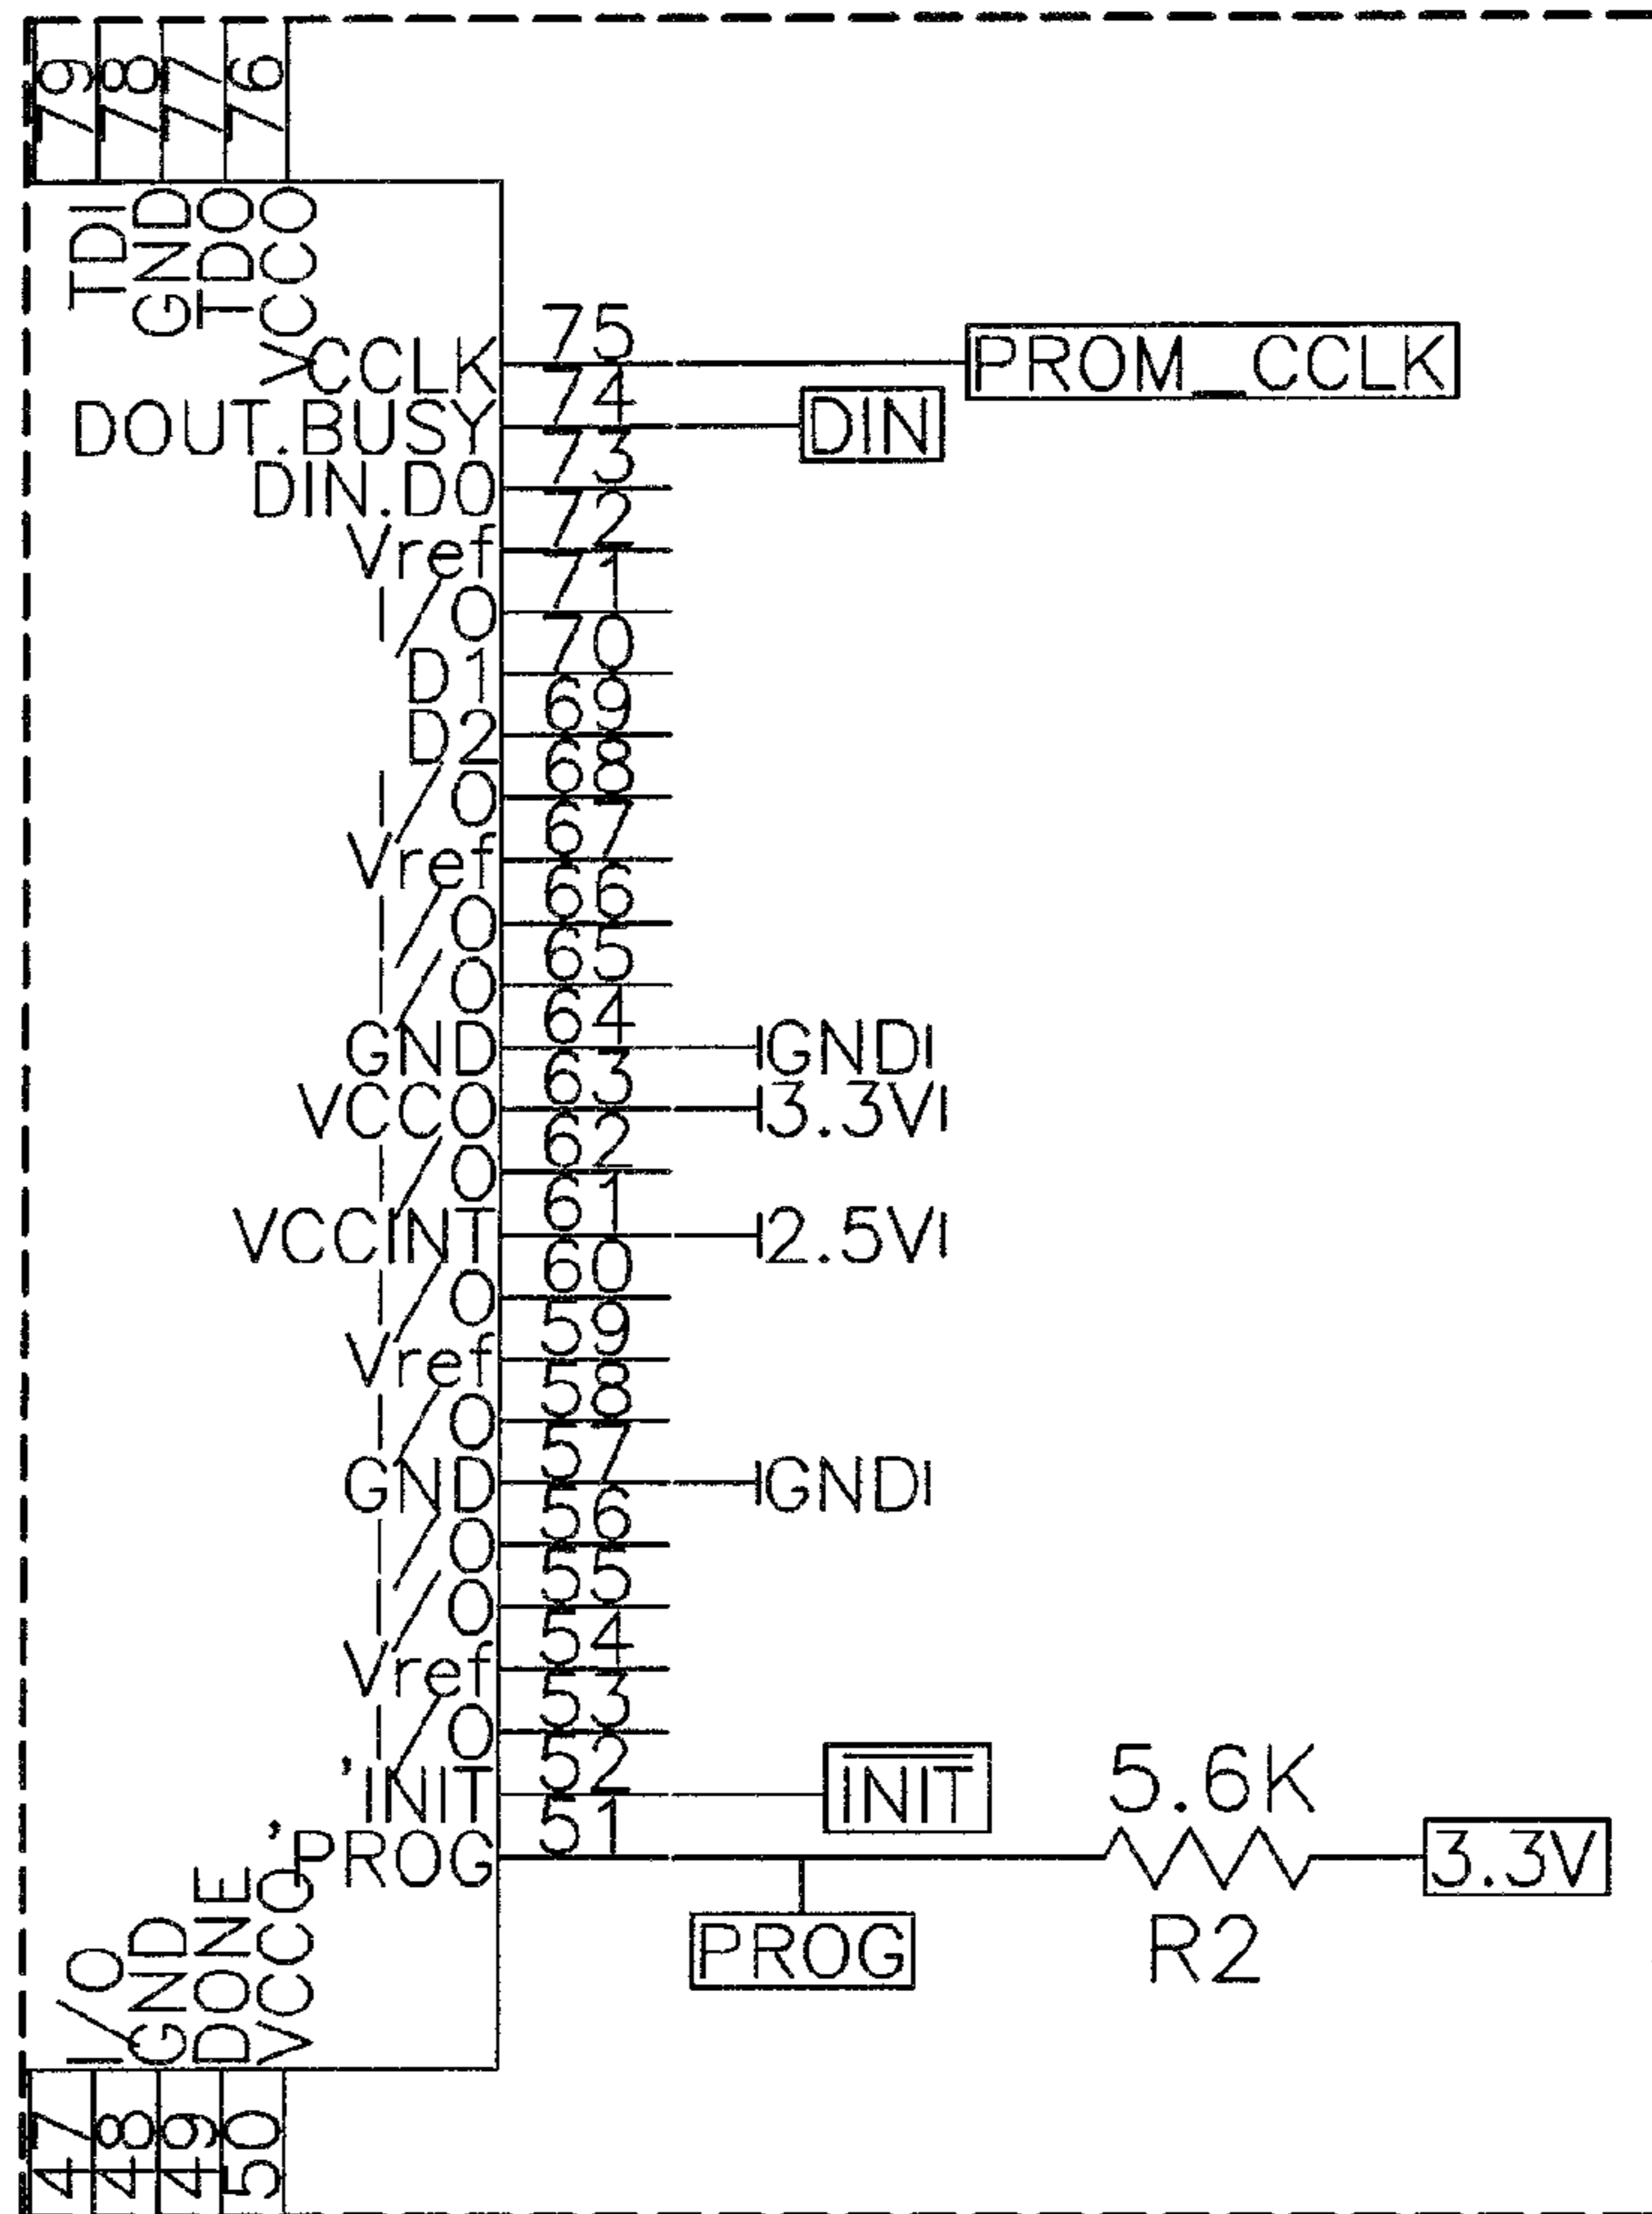 79 78 77 76
TDI GND TDO VCCO
CCLK 75 PROM_CCLK
DOUT.BUSY 74 DIN
DIN.D0 73
Vref 72
I/O 71
D1 70
D2 69
I/O 68
Vref 67
I/O 66
I/O 65
GND 64 GND
VCCO 63 3.3V
I/O 62
VCCINT 61 2.5V
I/O 60
Vref 59
I/O 58
GND 57 GND
I/O 56
I/O 55
Vref 54
I/O 53
'INIT 52 INIT
'PROG 51 5.6K 3.3V
PROG R2
I/O GND DONE VCCO
47 48 49 50